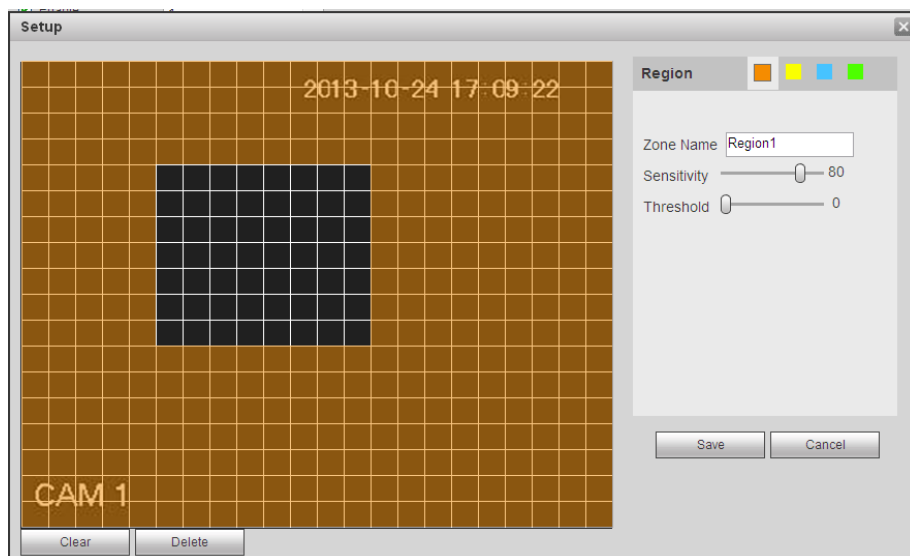 Setup
2013-10-24 17:09:22
CAM 1
Clear
Delete
Region
Zone Name
Region1
Sensitivity
80
Threshold
0
Save
Cancel